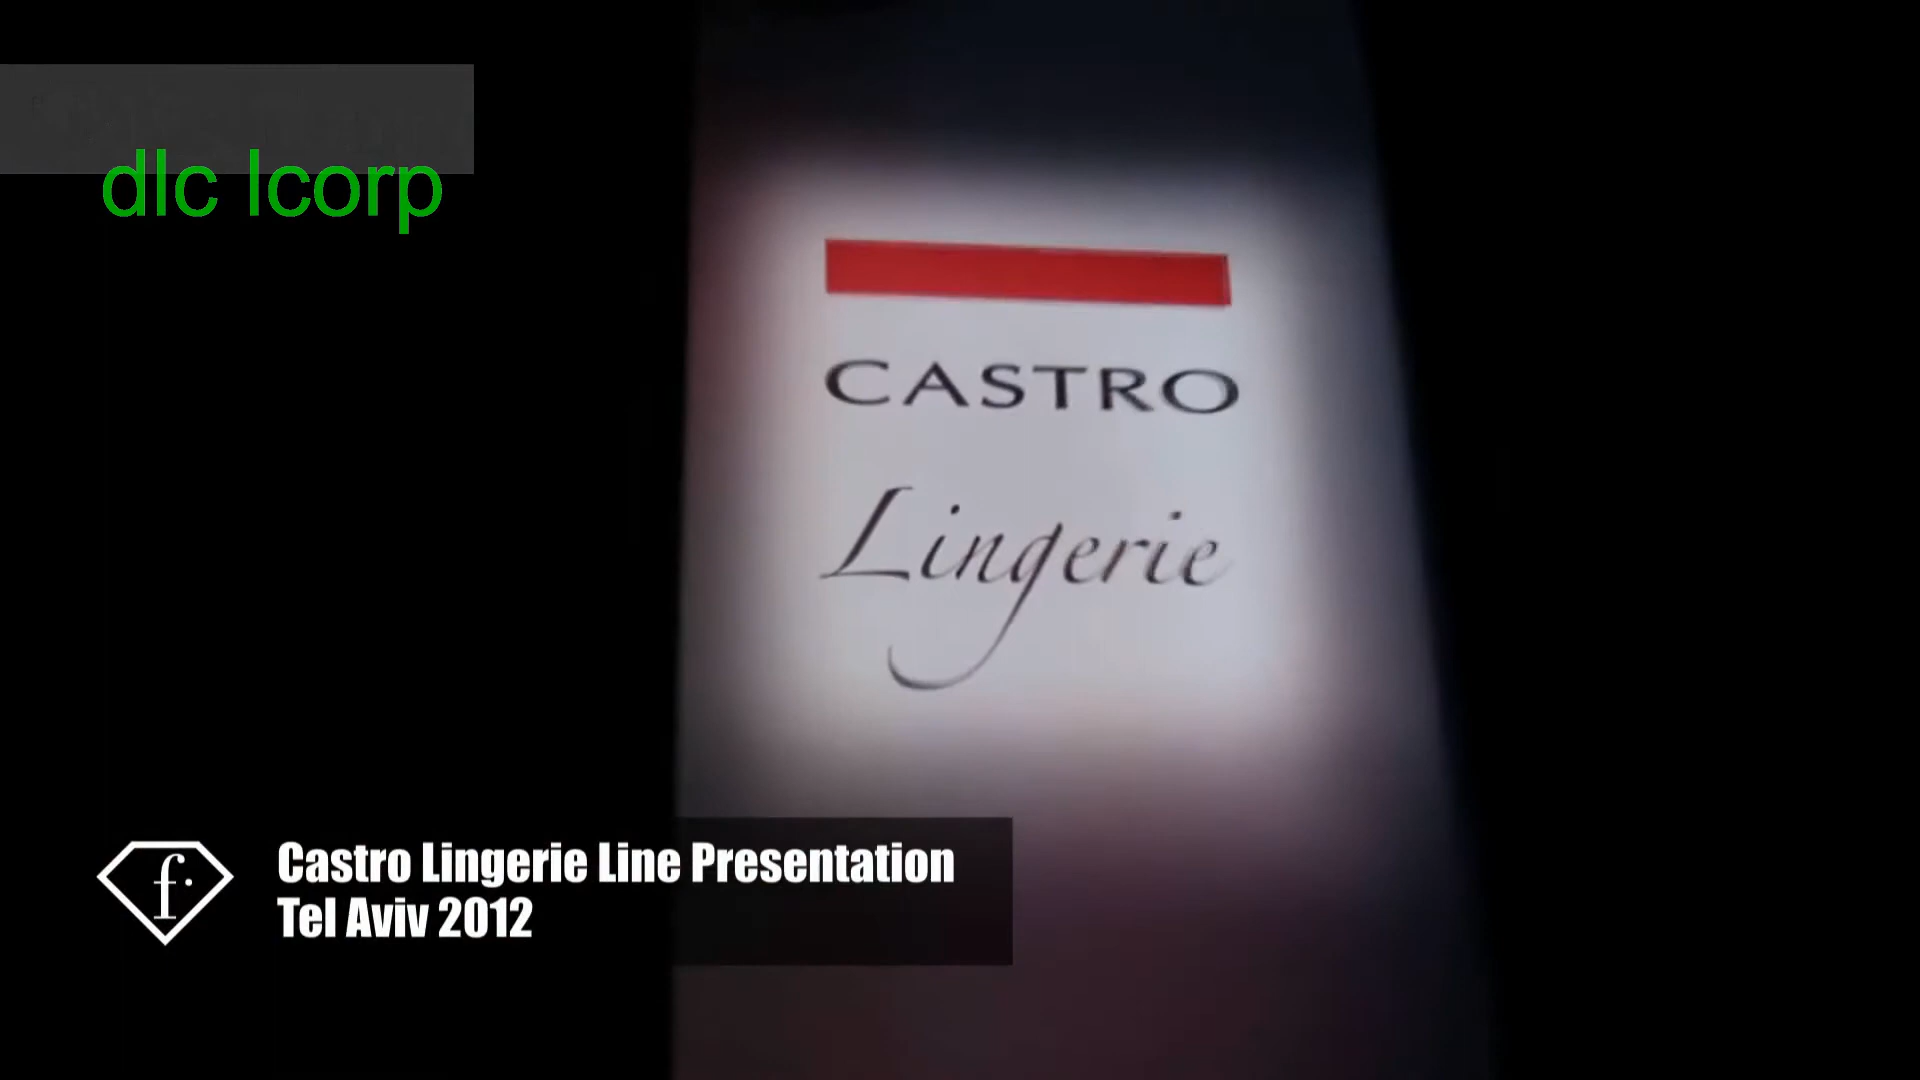 dlc lcorp
CASTRO
Lingerie
f.
Castro Lingerie Line Presentation
Tel Aviv 2012